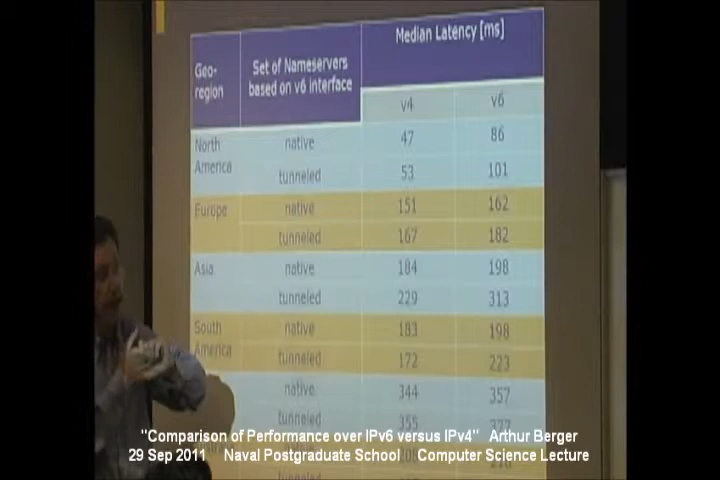 Median Latency [ms]
Geo-
region
Set of Nameservers
based on v6 interface
v4 v6
North
America
native 47 86
tunneled 53 101
Europe native 151 162
tunneled 167 182
Asia native 184 198
tunneled 229 313
South
America
native 183 198
tunneled 172 223
native 344 357
tunneled 355 377
"Comparison of Performance over IPv6 versus IPv4" Arthur Berger
29 Sep 2011 Naval Postgraduate School Computer Science Lecture